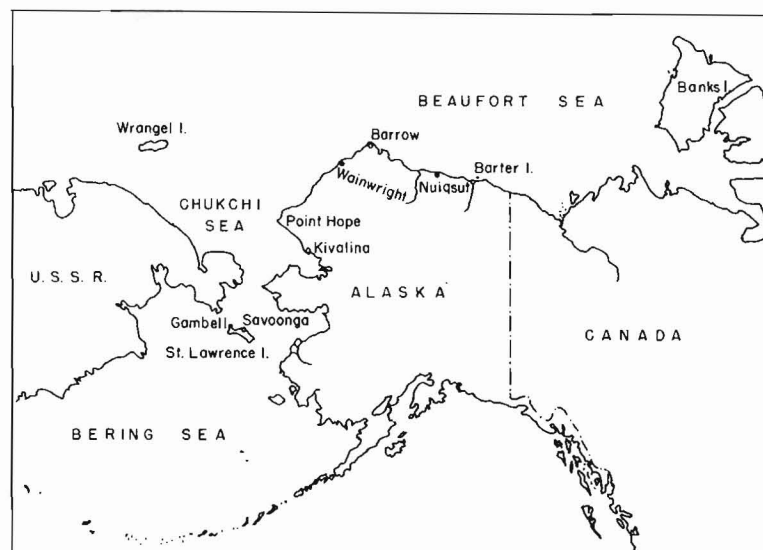 BEAUFORT SEA
Banks I.
Wrangel I.
Barrow
Wainwright
Nuiqsut
Barter I.
CHUKCHI
SEA
Point Hope
Kivalina
U.S.S.R.
ALASKA
Gambell
Savoonga
St. Lawrence I.
CANADA
BERING SEA